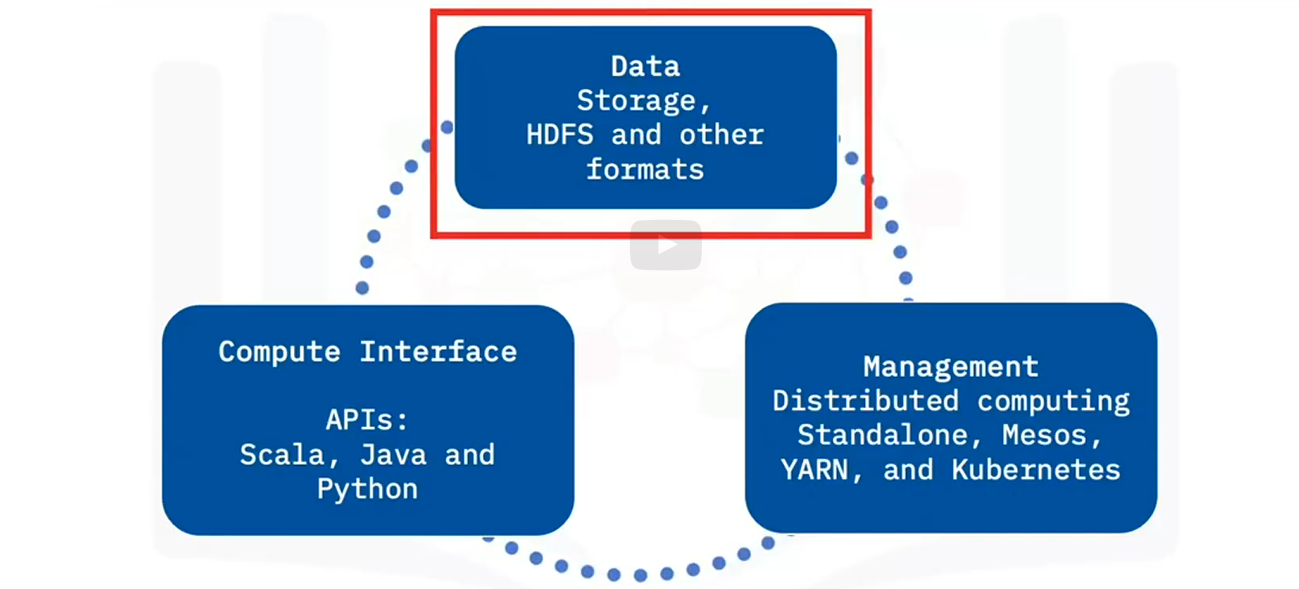 Data
Storage,
HDFS and other
formats
Compute Interface
APIs:
Scala, Java and
Python
Management
Distributed computing
Standalone, Mesos,
YARN, and Kubernetes